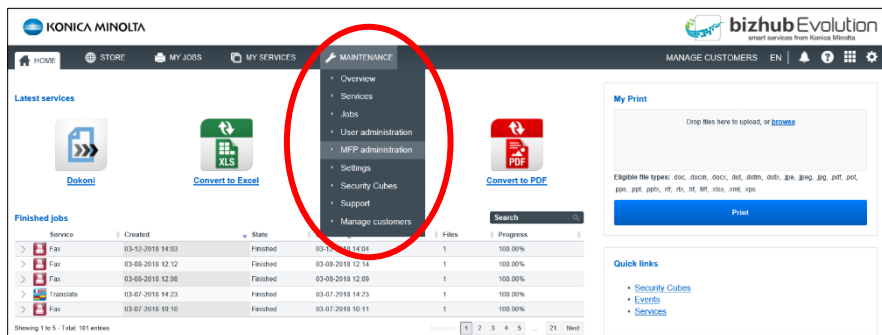 KONICA MINOLTA
bizhub Evolution
smart services from Konica Minolta
HOME STORE MY JOBS MY SERVICES MAINTENANCE MANAGE CUSTOMERS EN
Overview
Services
Jobs
User administration
MFP administration
Settings
Security Cubes
Support
Manage customers
Latest services
Dokoni
XLS
Convert to Excel
PDF
Convert to PDF
My Print
Drop files here to upload, or browse
Eligible file types: .doc, .docm, .docx, .dot, .dotm, .dotx, .jpe, .jpeg, .jpg, .pdf, .pot,
.pps, .ppt, .pptx, .rtf, .rtx, .tif, .tiff, .xlsx, .xml, .xps
Print
Finished jobs
Search
Service Created State Files Progress
Fax 03-12-2018 14:03 Finished 03-12-2018 14:04 1 100.00%
Fax 03-08-2018 12:12 Finished 03-08-2018 12:14 1 100.00%
Fax 03-08-2018 12:08 Finished 03-08-2018 12:09 1 100.00%
Translate 03-07-2018 14:23 Finished 03-07-2018 14:23 1 100.00%
Fax 03-07-2018 10:10 Finished 03-07-2018 10:11 1 100.00%
Showing 1 to 5 - Total: 101 entries
Previous 1 2 3 4 5 ... 21 Next
Quick links
Security Cubes
Events
Services